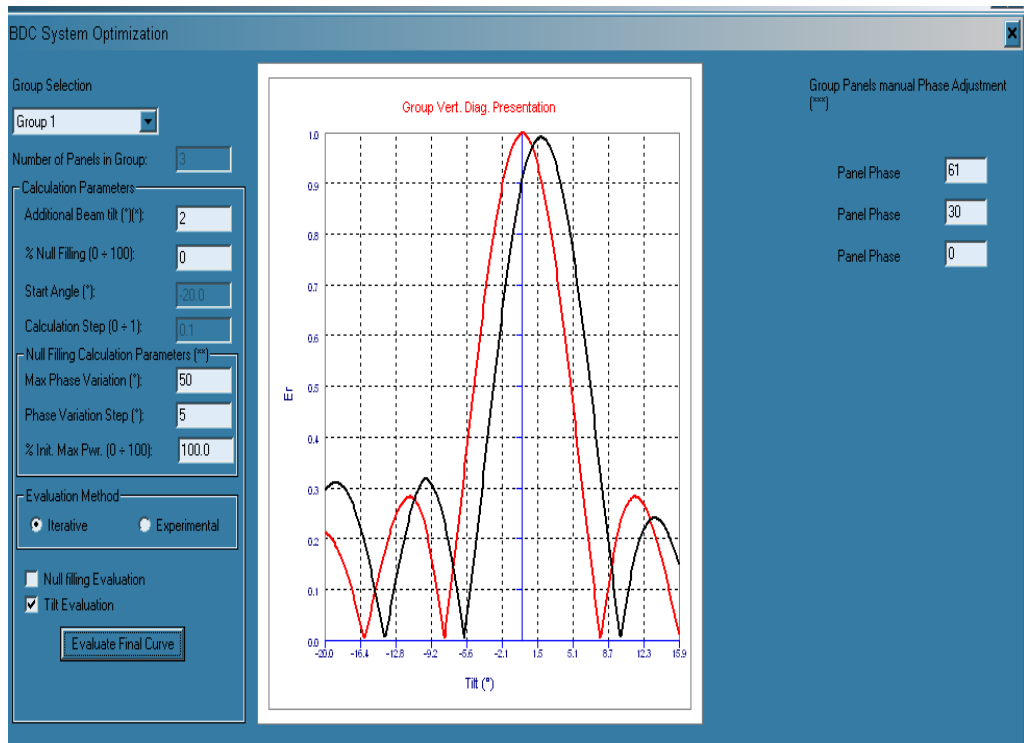 BDC System Optimization
Group Selection
Group 1
Number of Panels in Group: 3
Calculation Parameters
Additional Beam tilt (°)(*): 2
% Null Filling (0 ÷ 100): 0
Start Angle (°): -20.0
Calculation Step (0 ÷ 1): 0.1
Null Filling Calculation Parameters (**)
Max Phase Variation (°): 50
Phase Variation Step (°): 5
% Init. Max Pwr. (0 ÷ 100): 100.0
Evaluation Method
Iterative Experimental
Null filling Evaluation
Tilt Evaluation
Evaluate Final Curve
Group Vert. Diag. Presentation
1.0
0.9
0.8
0.7
0.6
0.5
0.4
0.3
0.2
0.1
0.0
Er
-20.0 -16.4 -12.8 -9.2 -5.6 -2.1 1.5 5.1 8.7 12.3 15.9
Tilt (°)
Group Panels manual Phase Adjustment
(***)
Panel Phase 61
Panel Phase 30
Panel Phase 0